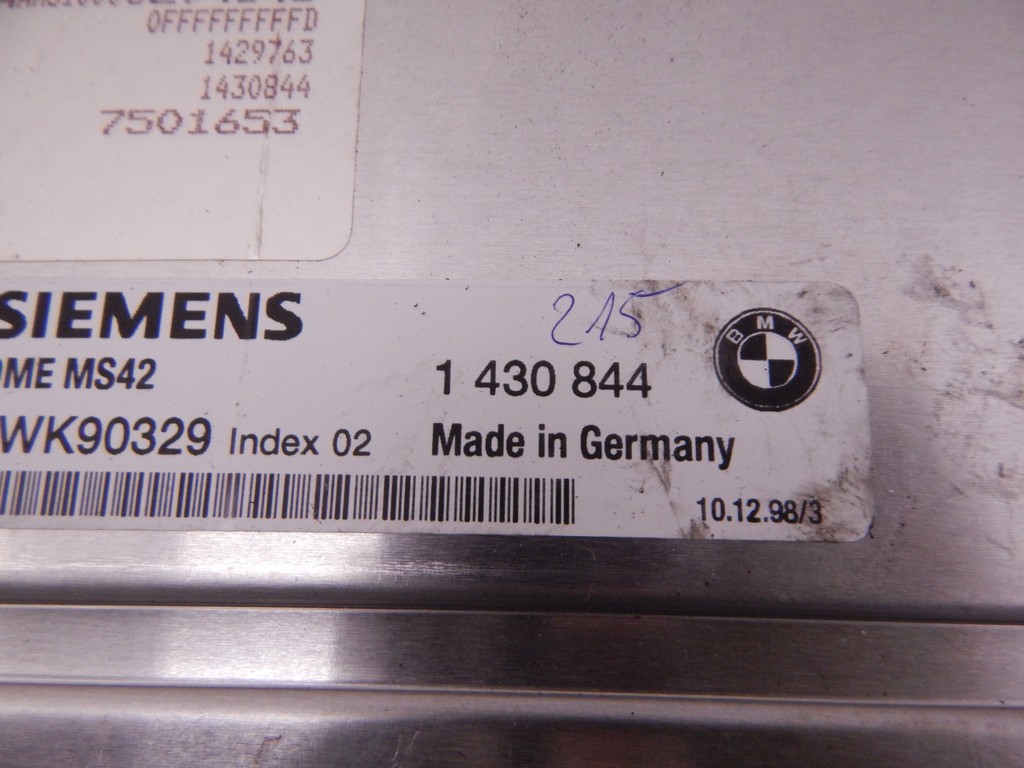 0FFFFFFFFFD
1429763
1430844
7501653
SIEMENS
215
BMW
DME MS42
1 430 844
WK90329 Index 02
Made in Germany
10.12.98/3